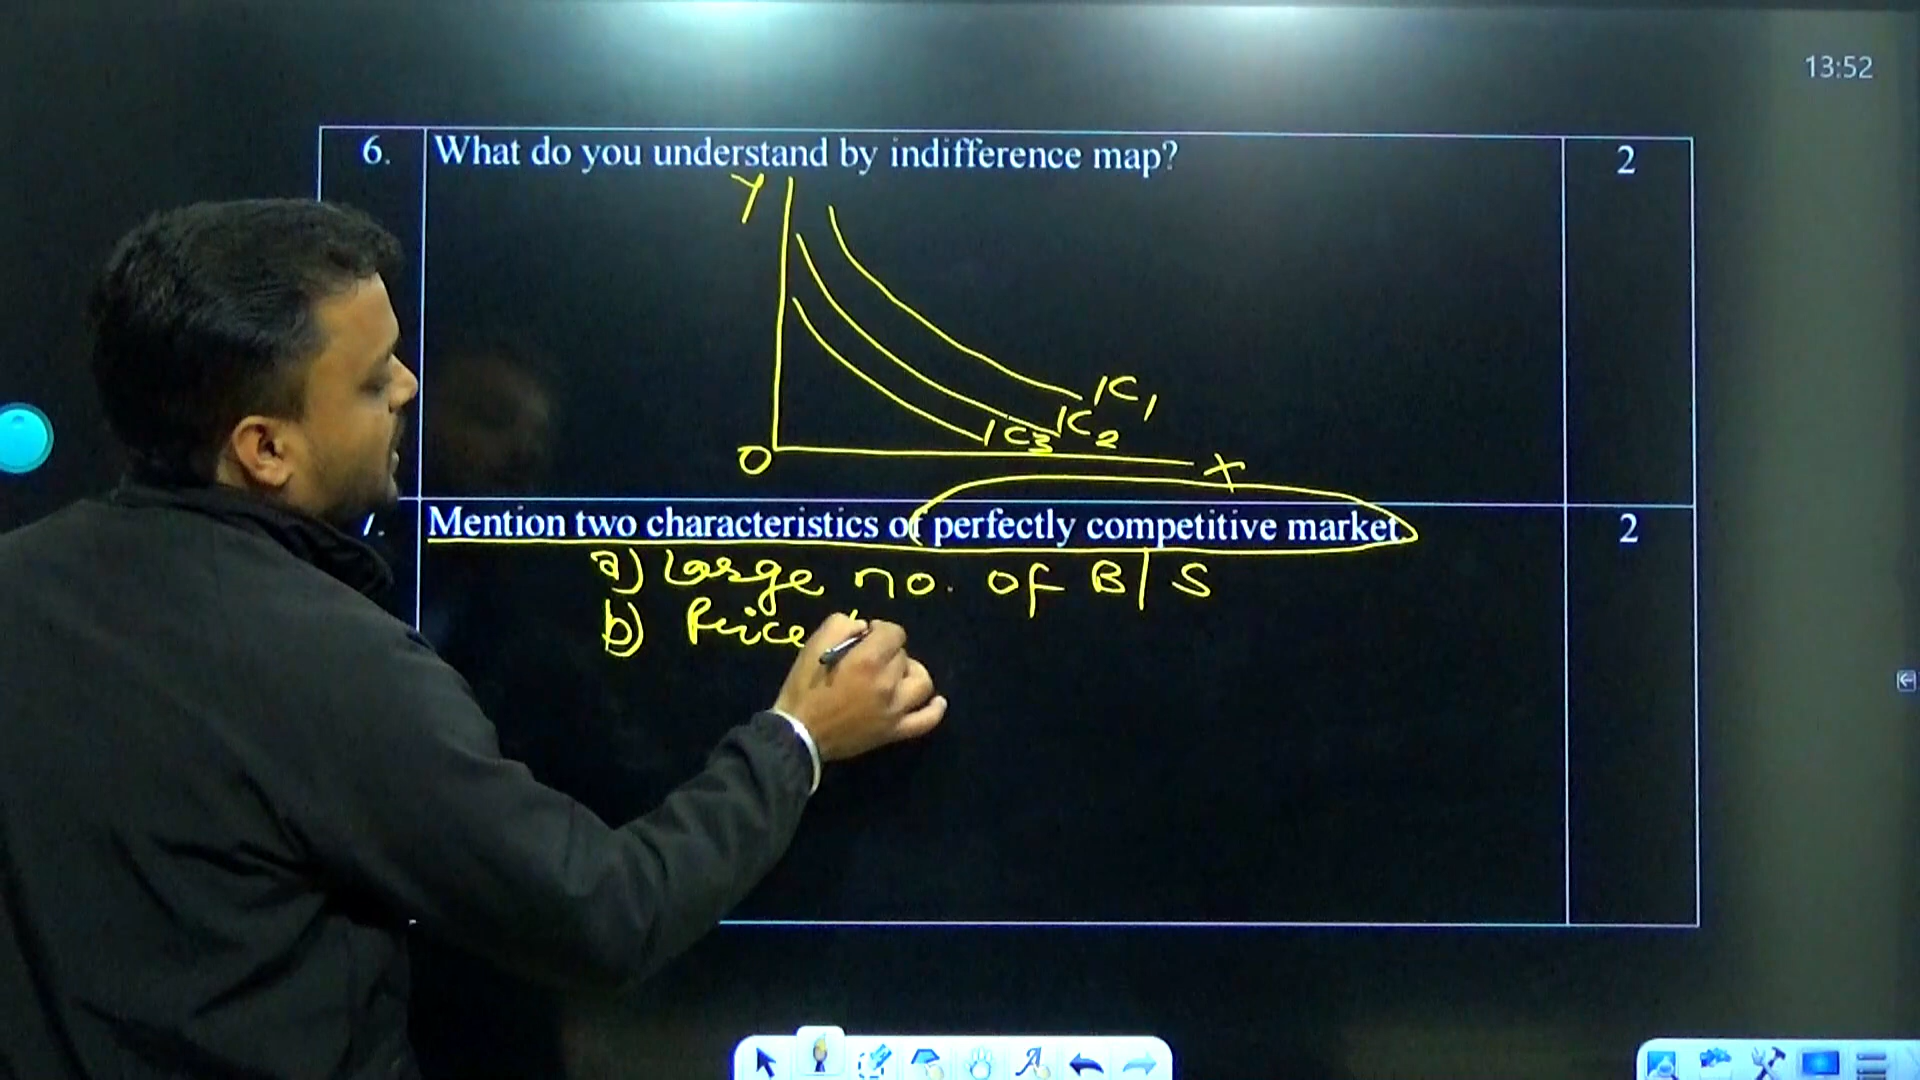 13:52
6. What do you understand by indifference map? 2
Y
IC1
IC2
IC3
O
X
7. Mention two characteristics of perfectly competitive market. 2
a) Large no. of B/S
b) Price